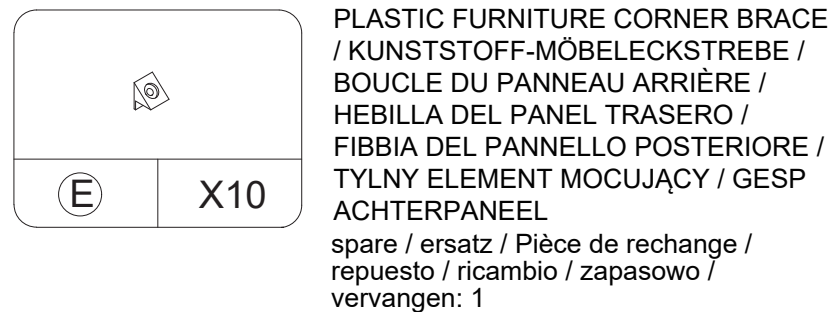 PLASTIC FURNITURE CORNER BRACE
/ KUNSTSTOFF-MÖBELECKSTREBE /
BOUCLE DU PANNEAU ARRIÈRE /
HEBILLA DEL PANEL TRASERO /
FIBBIA DEL PANNELLO POSTERIORE /
TYLNY ELEMENT MOCUJĄCY / GESP
ACHTERPANEEL
spare / ersatz / Pièce de rechange /
repuesto / ricambio / zapasowo /
vervangen: 1
E
X10